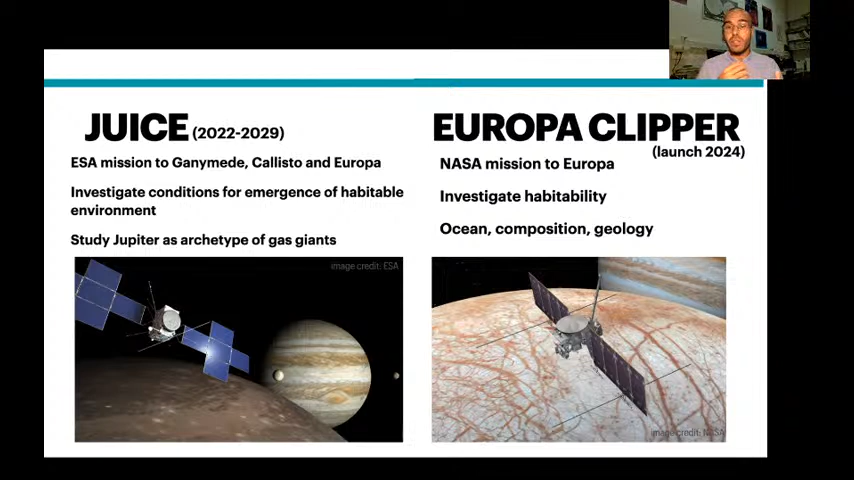 JUICE (2022-2029)
ESA mission to Ganymede, Callisto and Europa
Investigate conditions for emergence of habitable
environment
Study Jupiter as archetype of gas giants
image credit: ESA
EUROPA CLIPPER
(launch 2024)
NASA mission to Europa
Investigate habitability
Ocean, composition, geology
image credit: NASA